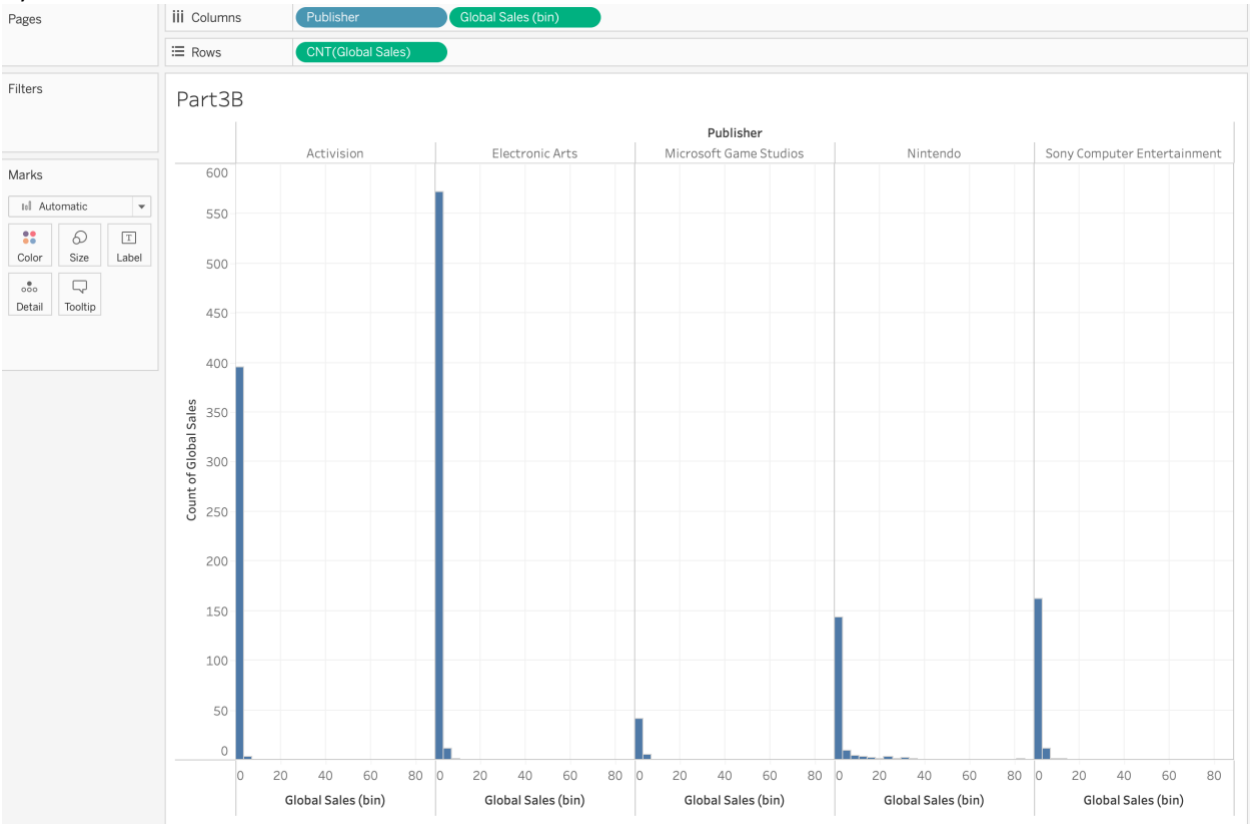 Pages
iii Columns
Publisher
Global Sales (bin)
Rows
CNT(Global Sales)
Filters
Marks
Automatic
Color
Size
Label
Detail
Tooltip
Part3B
Publisher
Activision
Electronic Arts
Microsoft Game Studios
Nintendo
Sony Computer Entertainment
Count of Global Sales
600
550
500
450
400
350
300
250
200
150
100
50
0
0 20 40 60 80
0 20 40 60 80
0 20 40 60 80
0 20 40 60 80
0 20 40 60 80
Global Sales (bin)
Global Sales (bin)
Global Sales (bin)
Global Sales (bin)
Global Sales (bin)